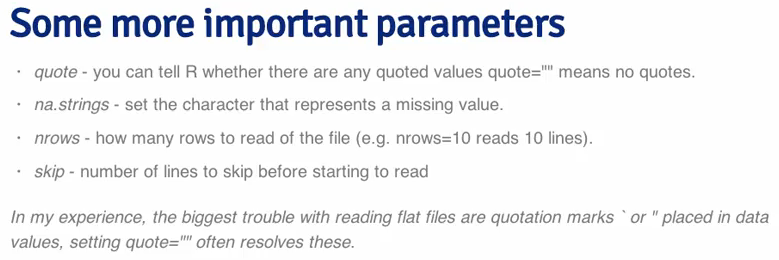 Some more important parameters
· quote - you can tell R whether there are any quoted values quote="" means no quotes.
· na.strings - set the character that represents a missing value.
· nrows - how many rows to read of the file (e.g. nrows=10 reads 10 lines).
· skip - number of lines to skip before starting to read
In my experience, the biggest trouble with reading flat files are quotation marks ` or " placed in data
values, setting quote="" often resolves these.